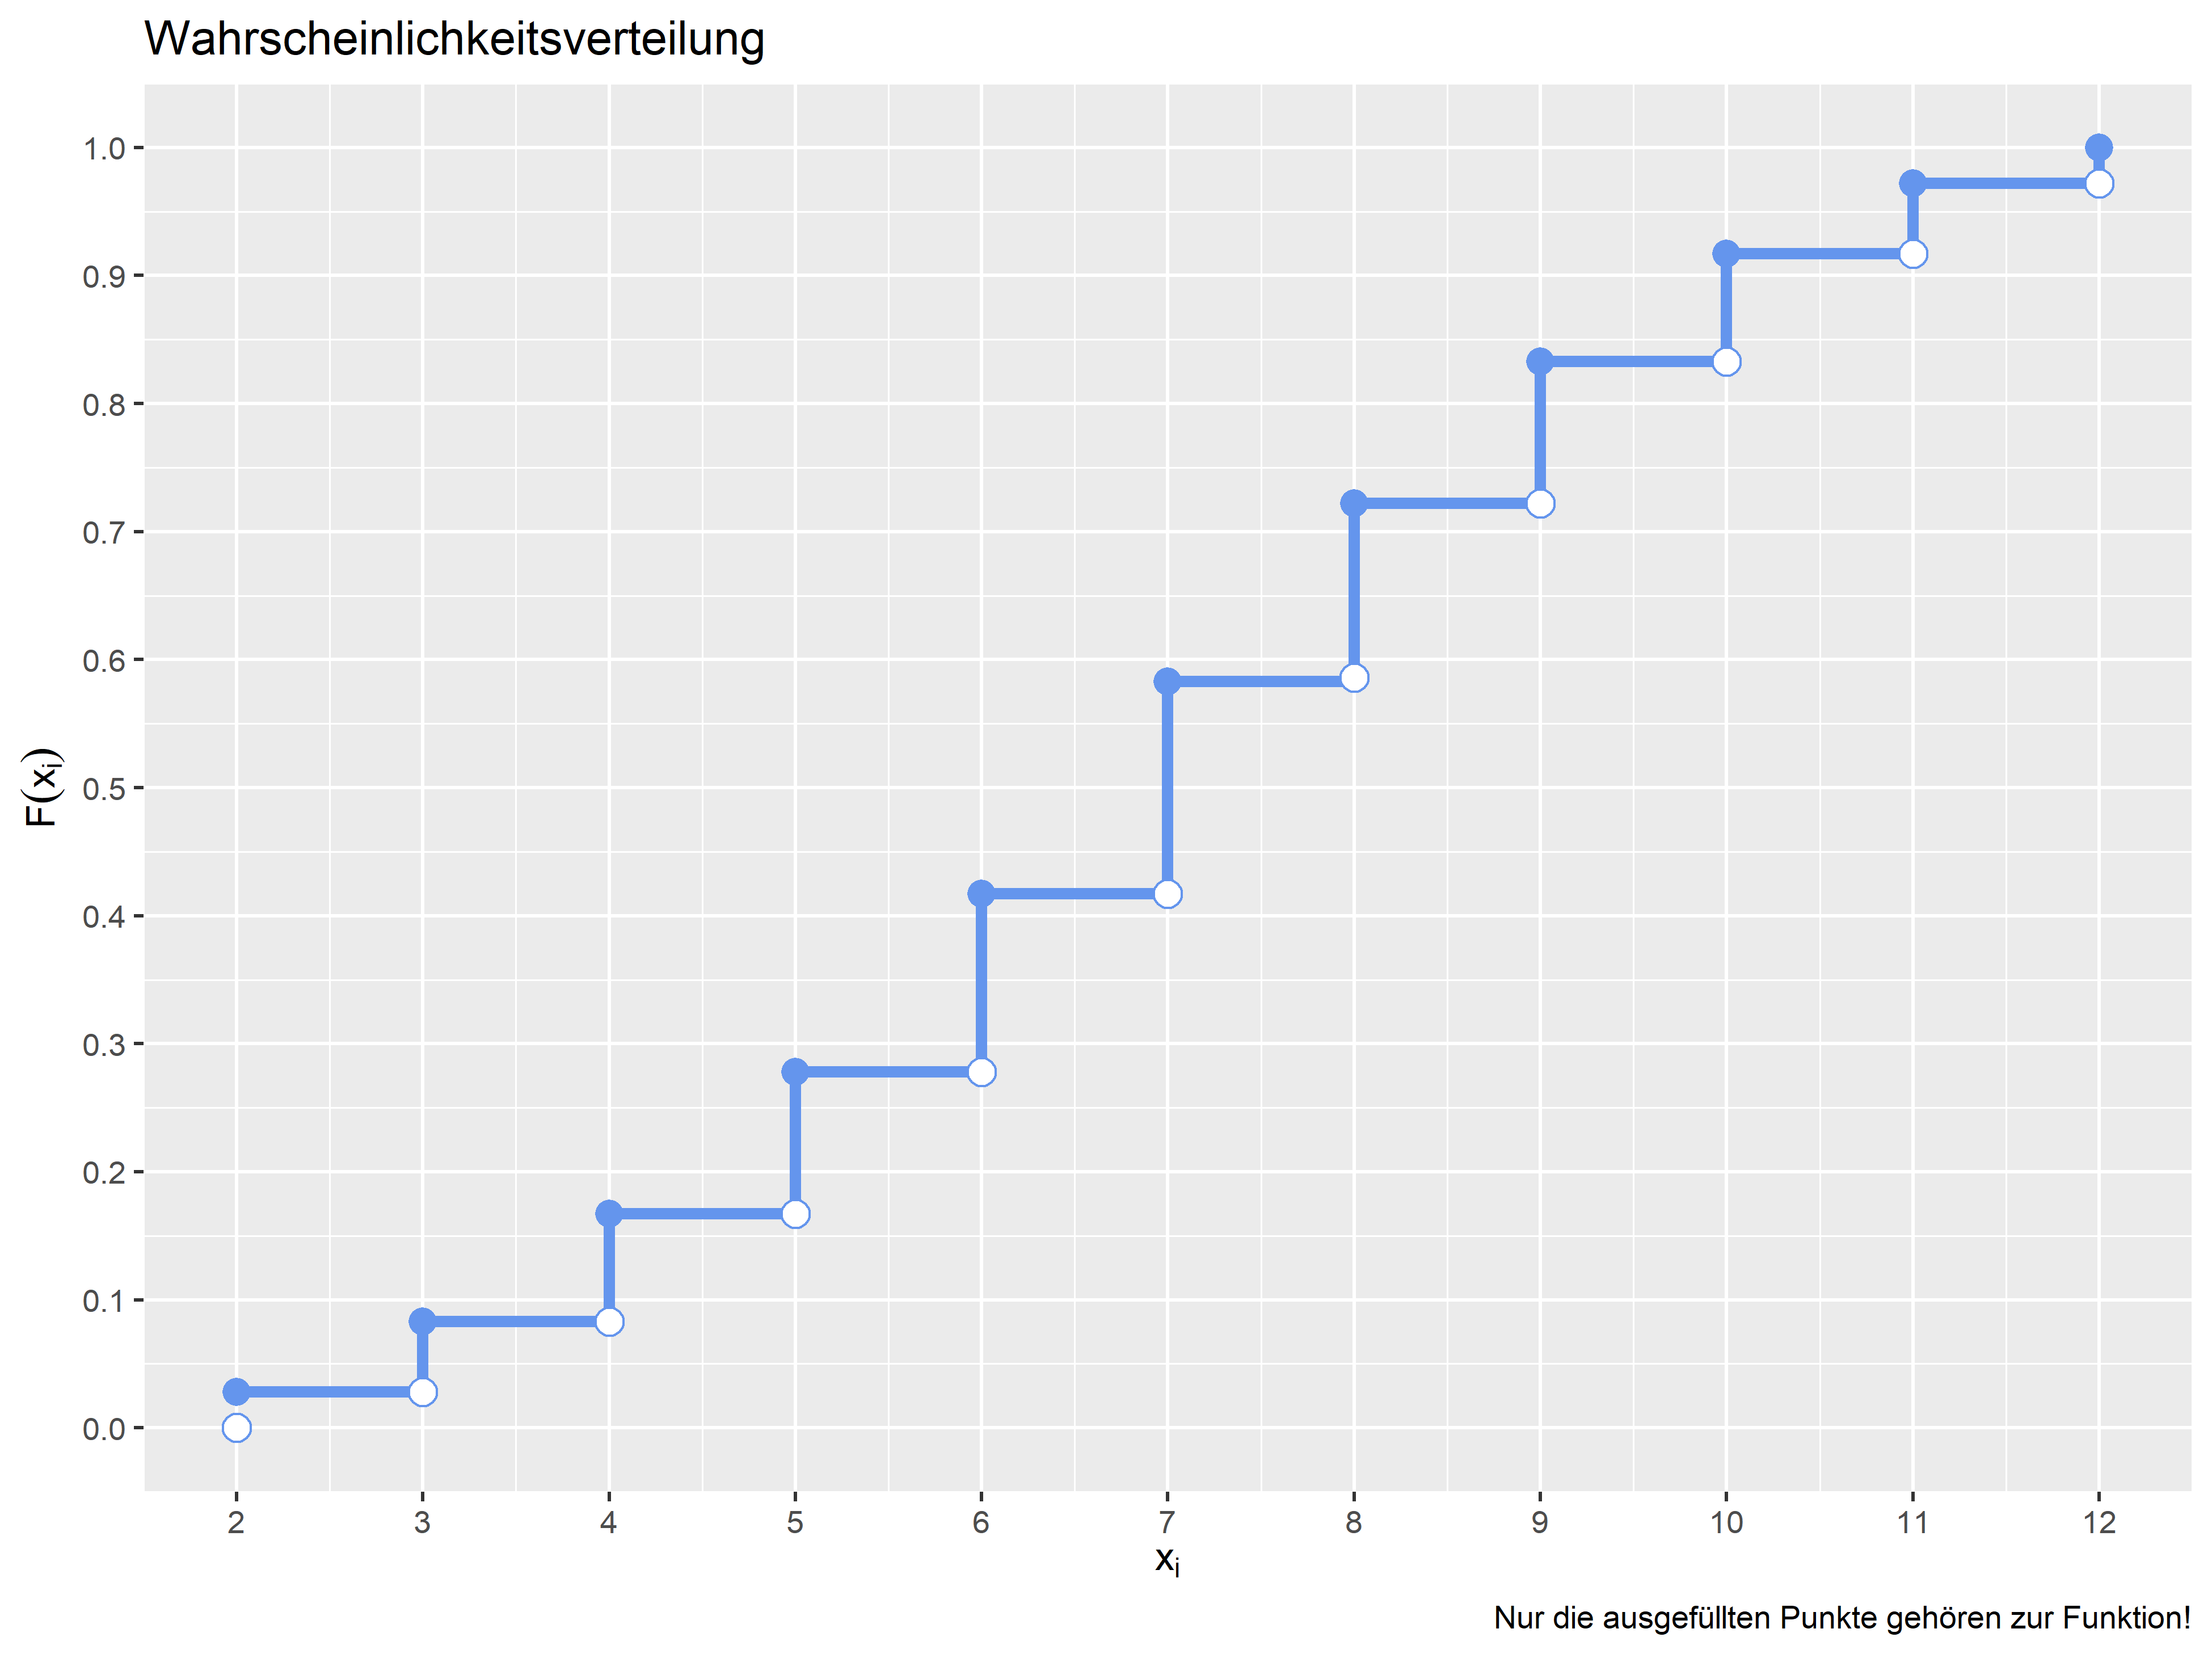 Wahrscheinlichkeitsverteilung
1.0
0.9
0.8
0.7
0.6
0.5
0.4
0.3
0.2
0.1
0.0
F(xᵢ)
2 3 4 5 6 7 8 9 10 11 12
xᵢ
Nur die ausgefüllten Punkte gehören zur Funktion!